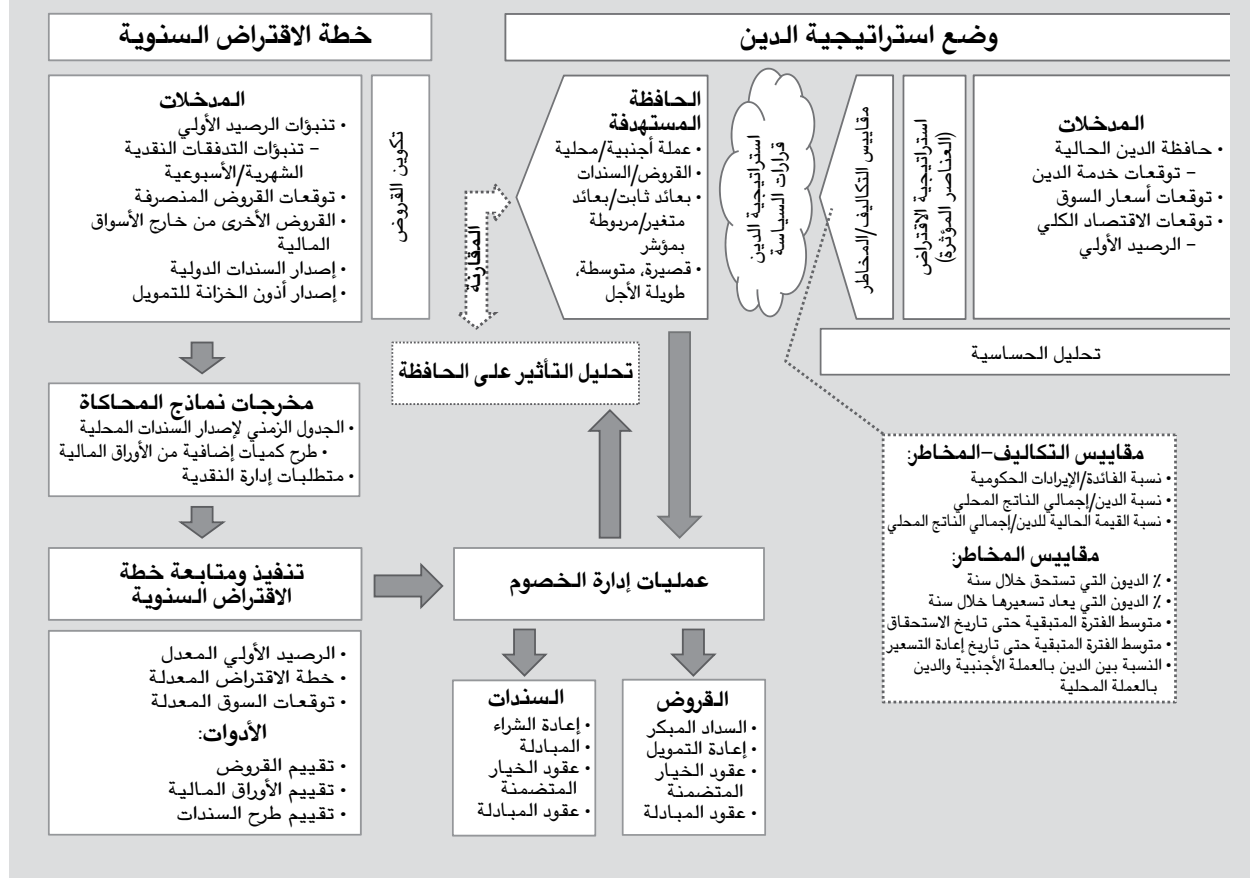 وضع استراتيجية الدين
المدخلات
• حافظة الدين الحالية
– توقعات خدمة الدين
• توقعات أسعار السوق
• توقعات الاقتصاد الكلي
– الرصيد الأولي
استراتيجية الاقتراض
(العناصر المؤثرة)
مقاييس التكاليف/المخاطر
استراتيجية الدين
قرارات السياسة
الحافظة
المستهدفة
• عملة أجنبية/محلية
• القروض/السندات
• بعائد ثابت/بعائد
متغير/مربوطة
بمؤشر
• قصيرة، متوسطة،
طويلة الأجل
تحليل الحساسية
مقاييس التكاليف–المخاطر:
• نسبة الفائدة/الإيرادات الحكومية
• نسبة الدين/إجمالي الناتج المحلي
• نسبة القيمة الحالية للدين/إجمالي الناتج المحلي
مقاييس المخاطر:
• ٪ الديون التي تستحق خلال سنة
• ٪ الديون التي يعاد تسعيرها خلال سنة
• متوسط الفترة المتبقية حتى تاريخ الاستحقاق
• متوسط الفترة المتبقية حتى تاريخ إعادة التسعير
• النسبة بين الدين بالعملة الأجنبية والدين
بالعملة المحلية
خطة الاقتراض السنوية
المدخلات
• تنبؤات الرصيد الأولي
– تنبؤات التدفقات النقدية
الشهرية/الأسبوعية
• توقعات القروض المنصرفة
• القروض الأخرى من خارج الأسواق
المالية
• إصدار السندات الدولية
• إصدار أذون الخزانة للتمويل
تكوين القروض
المقارنة
تحليل التأثير على الحافظة
مخرجات نماذج المحاكاة
• الجدول الزمني لإصدار السندات المحلية
• طرح كميات إضافية من الأوراق المالية
• متطلبات إدارة النقدية
تنفيذ ومتابعة خطة
الاقتراض السنوية
• الرصيد الأولي المعدل
• خطة الاقتراض المعدلة
• توقعات السوق المعدلة
الأدوات:
• تقييم القروض
• تقييم الأوراق المالية
• تقييم طرح السندات
عمليات إدارة الخصوم
القروض
• السداد المبكر
• إعادة التمويل
• عقود الخيار
المتضمنة
• عقود المبادلة
السندات
• إعادة الشراء
• المبادلة
• عقود الخيار
المتضمنة
• عقود المبادلة